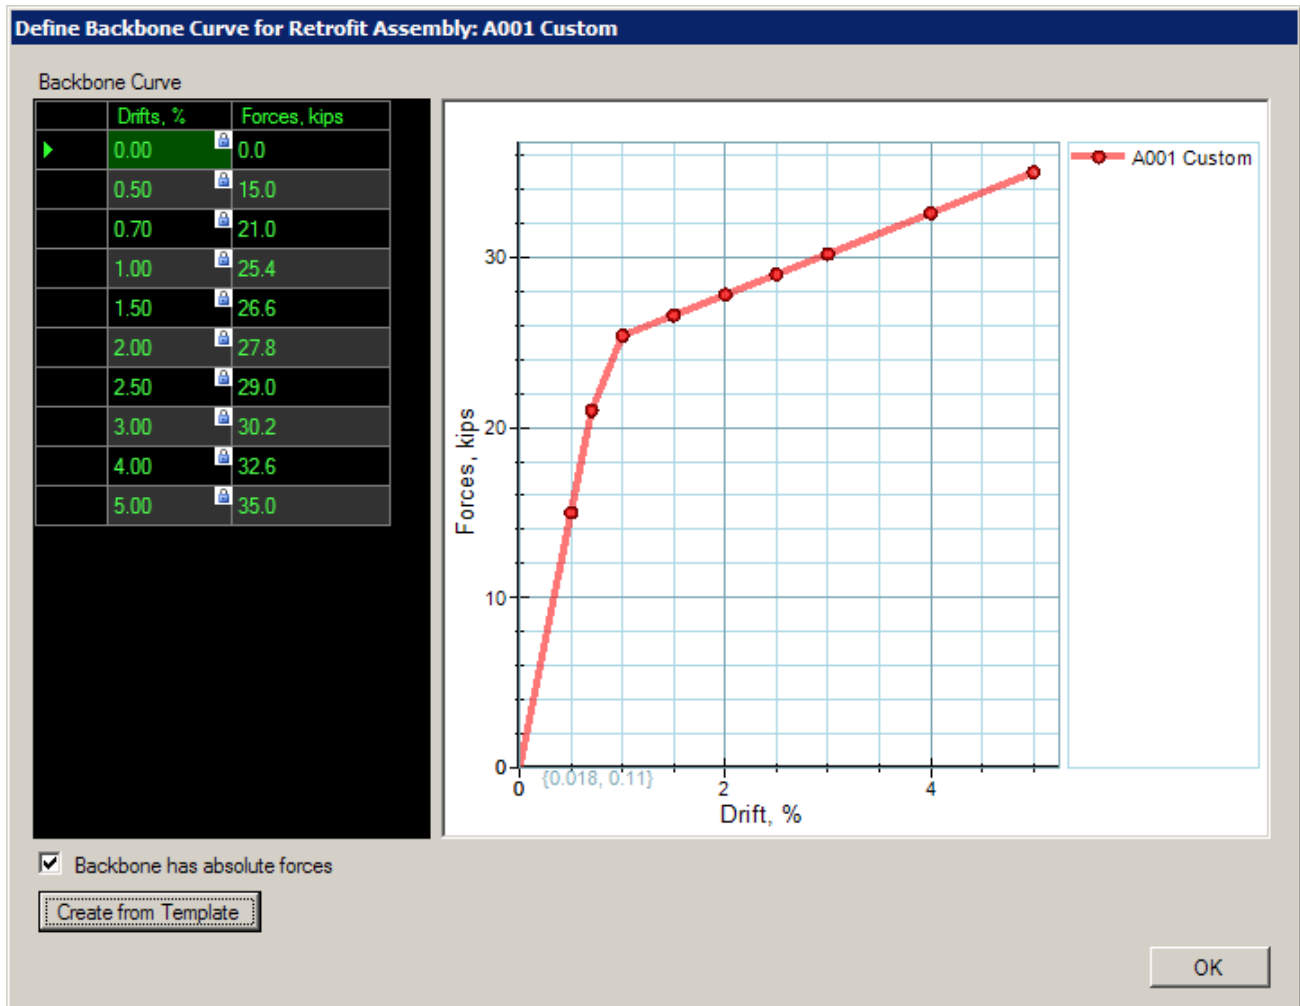 Define Backbone Curve for Retrofit Assembly: A001 Custom
Backbone Curve
Drifts, % Forces, kips
0.00 0.0
0.50 15.0
0.70 21.0
1.00 25.4
1.50 26.6
2.00 27.8
2.50 29.0
3.00 30.2
4.00 32.6
5.00 35.0
A001 Custom
30
20
10
0
Forces, kips
0 2 4
{0.018, 0.11}
Drift, %
Backbone has absolute forces
Create from Template
OK